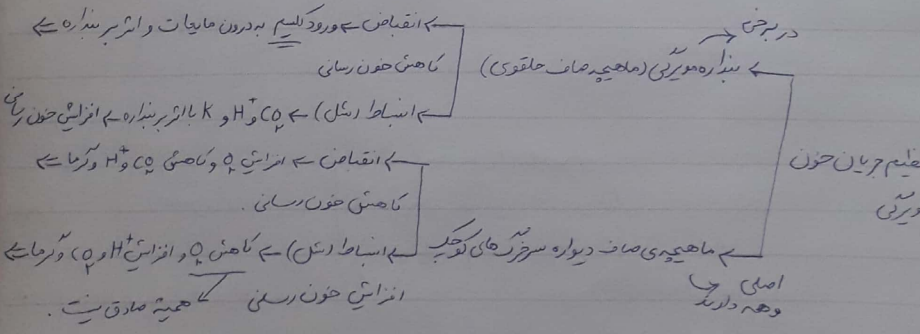 در برخی
بنداره مویرگی (ماهیچه صاف حلقوی)
انقباض ← ورود کلسیم به درون مایعات و اثر بر بنداره ←
کاهش خون رسانی
انبساط (شل) ← CO₂ و H⁺ و K با اثر بر بنداره ← افزایش خون رسانی
تنظیم جریان خون
مویرگی
ماهیچه‌ی صاف دیواره سرخرگ های کوچک
اصلی
و همه دارند
انقباض ← افزایش O₂ و کاهش CO₂ و H⁺ و گرما ←
کاهش خون رسانی.
انبساط (شل) ← کاهش O₂ و افزایش H⁺ و CO₂ و گرما ←
افزایش خون رسانی
همیشه صادق نیست.